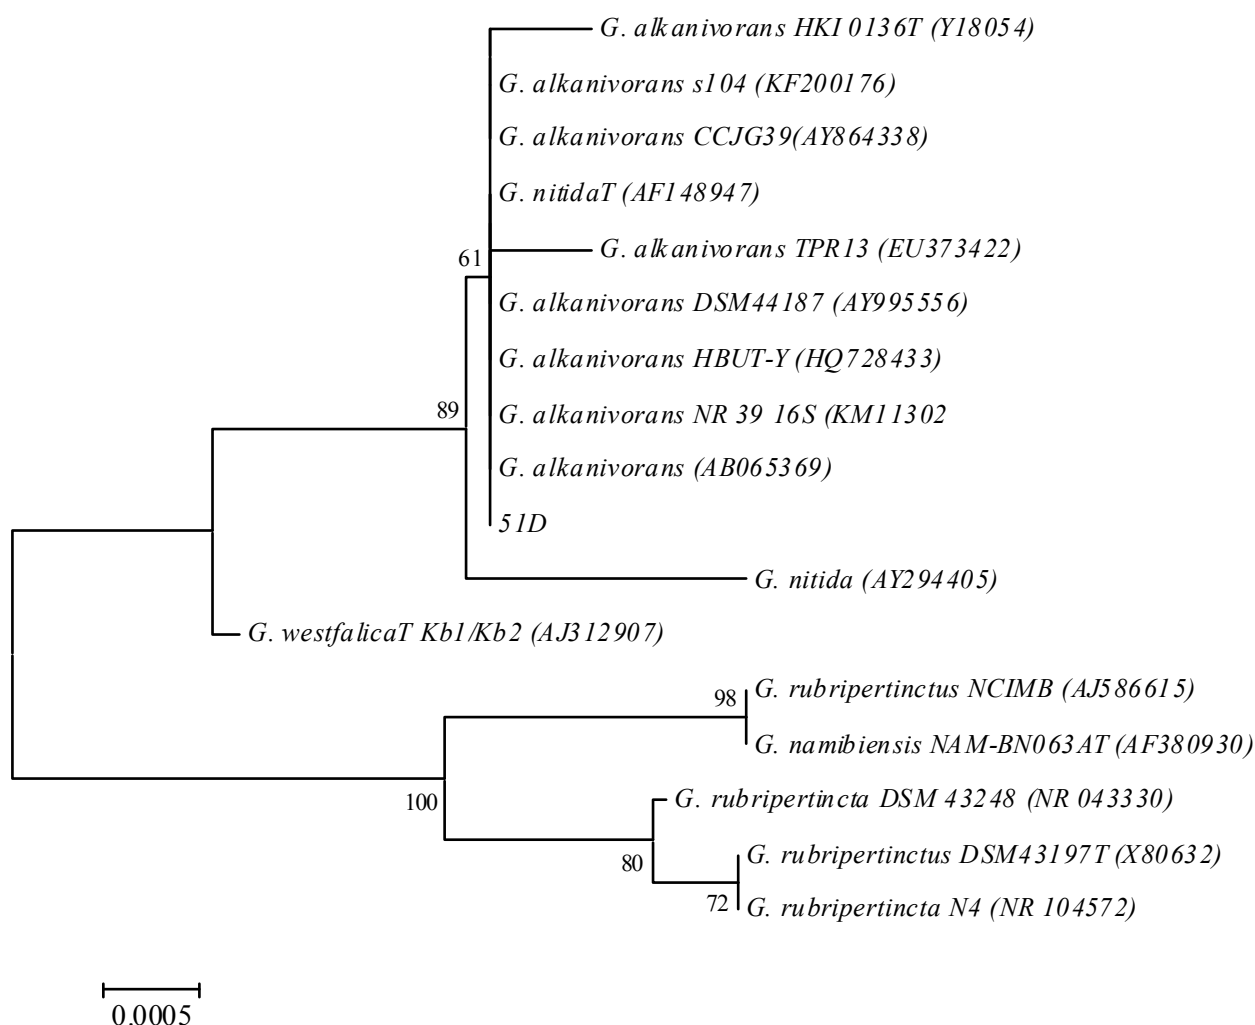 G. alkanivorans HKI 0136T (Y18054)
G. alkanivorans s104 (KF200176)
G. alkanivorans CCJG39(AY864338)
G. nitidaT (AF148947)
61
G. alkanivorans TPR13 (EU373422)
G. alkanivorans DSM44187 (AY995556)
G. alkanivorans HBUT-Y (HQ728433)
89
G. alkanivorans NR 39 16S (KM11302
G. alkanivorans (AB065369)
51D
G. nitida (AY294405)
G. westfalicaT Kb1/Kb2 (AJ312907)
98
G. rubripertinctus NCIMB (AJ586615)
G. namibiensis NAM-BN063AT (AF380930)
100
G. rubripertincta DSM 43248 (NR 043330)
80
G. rubripertinctus DSM43197T (X80632)
72
G. rubripertincta N4 (NR 104572)
0.0005